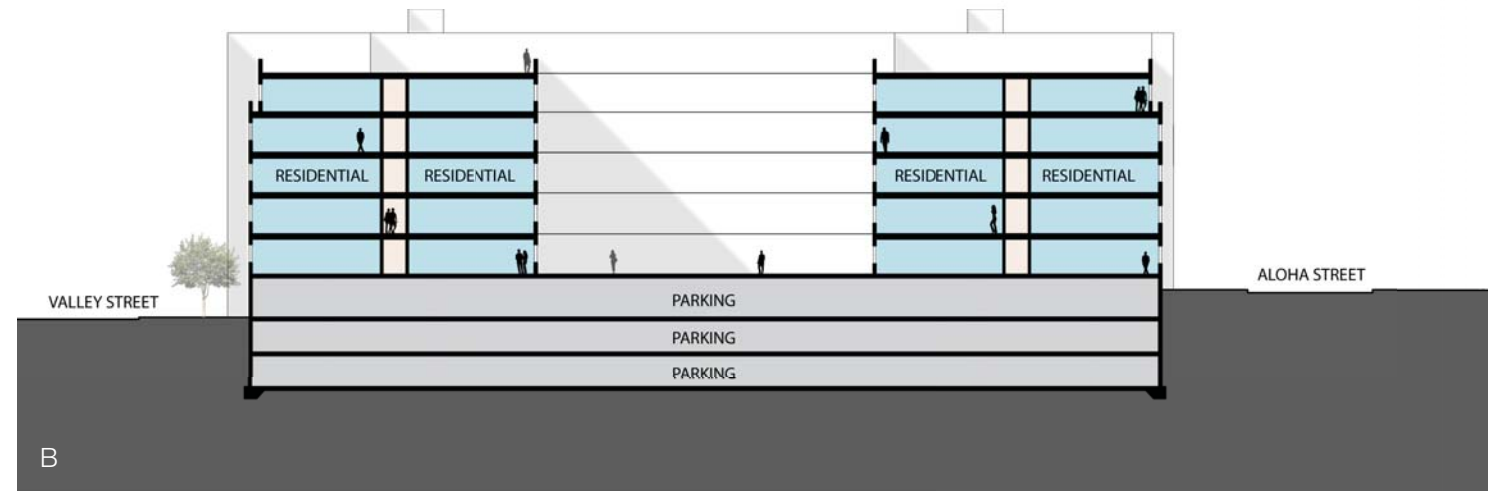 RESIDENTIAL RESIDENTIAL RESIDENTIAL RESIDENTIAL
ALOHA STREET
VALLEY STREET
PARKING
PARKING
PARKING
B